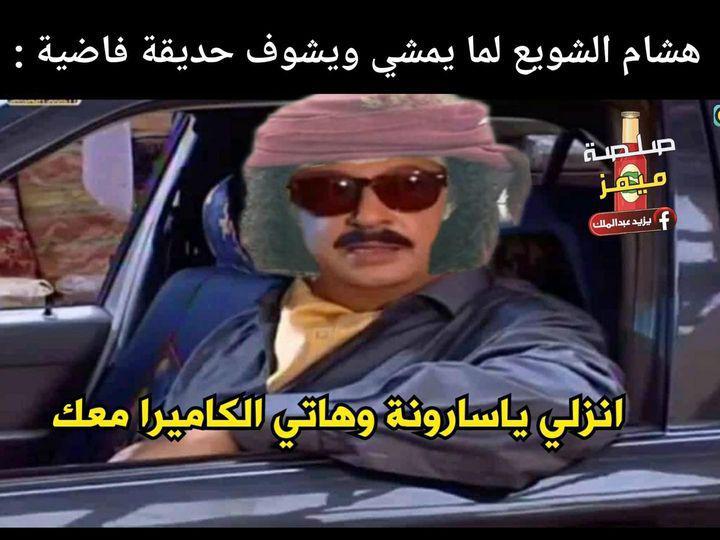 هشام الشويع لما يمشي ويشوف حديقة فاضية :
صلصة
ميمز
يزيد عبدالملك
انزلي ياسارونة وهاتي الكاميرا معك